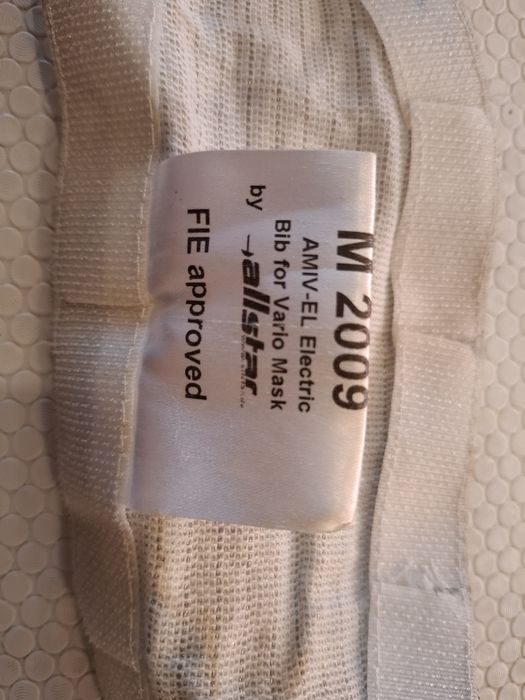 M 2009
AMIV-EL Electric
Bib for Vario Mask
by allstar
FIE approved